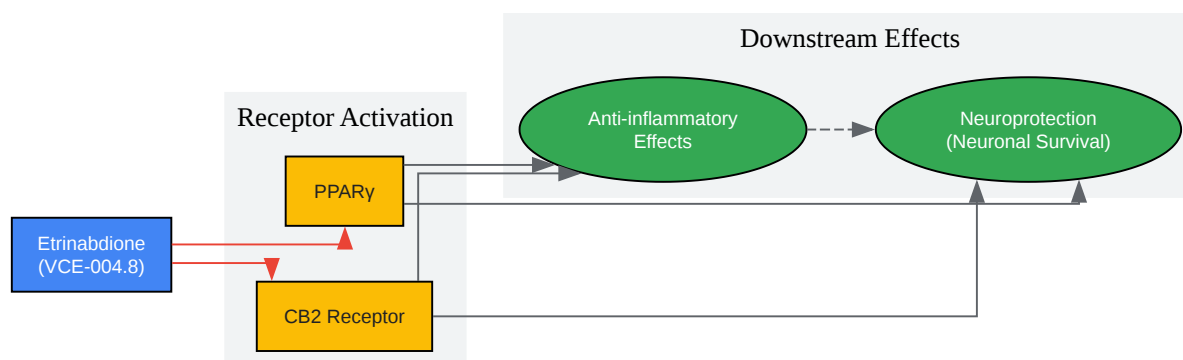 Downstream Effects
Receptor Activation
Anti-inflammatory
Effects
Neuroprotection
(Neuronal Survival)
PPARγ
Etrinabdione
(VCE-004.8)
CB2 Receptor